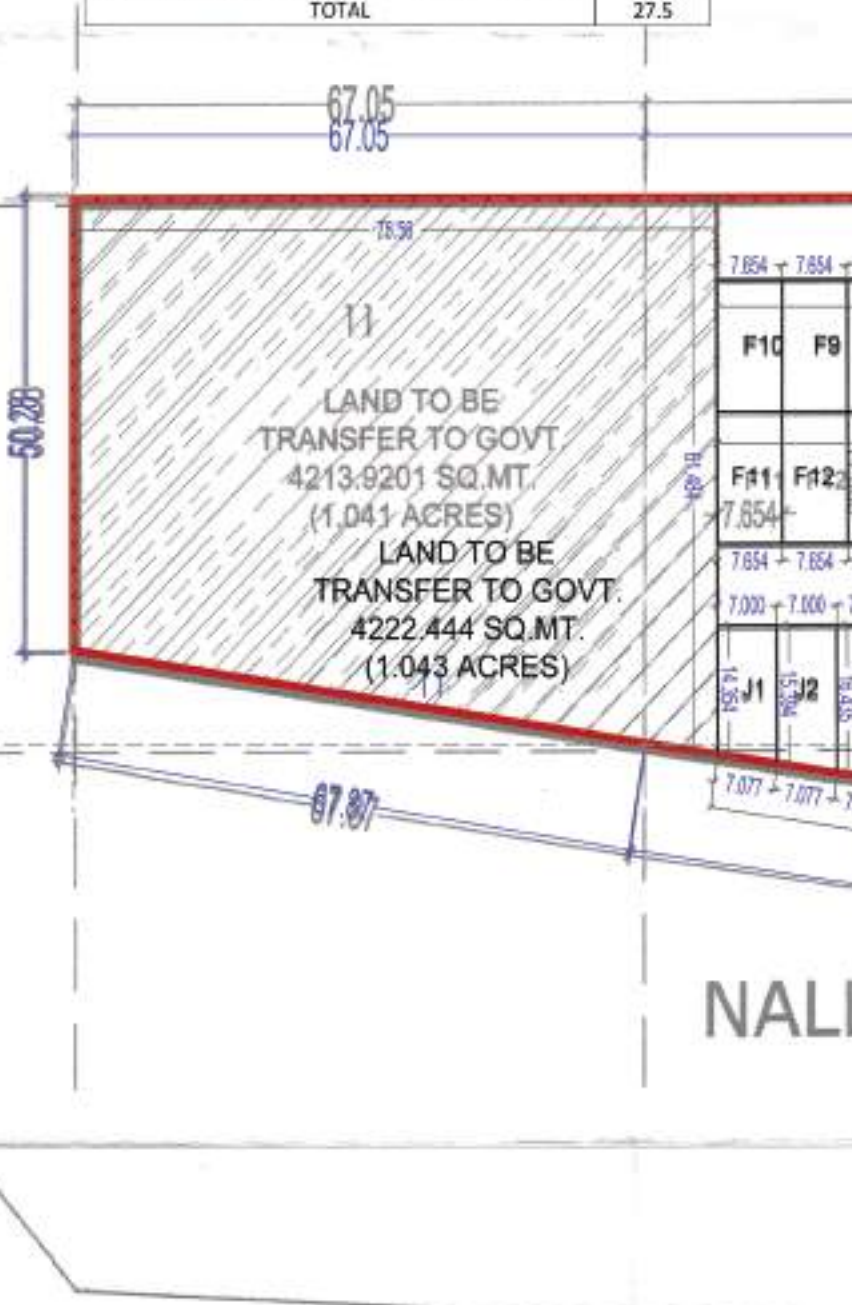 TOTAL 27.5
67.05
67.05
7.654 7.654
F10 F9
11
LAND TO BE
TRANSFER TO GOVT.
4213.9201 SQ.MT.
(1.041 ACRES)
50.28
F11 F12
7.654
LAND TO BE
TRANSFER TO GOVT.
4222.444 SQ.MT.
(1.043 ACRES)
7.654 7.654
7.000 7.000
J1 J2
14.354
7.077 7.077
67.87